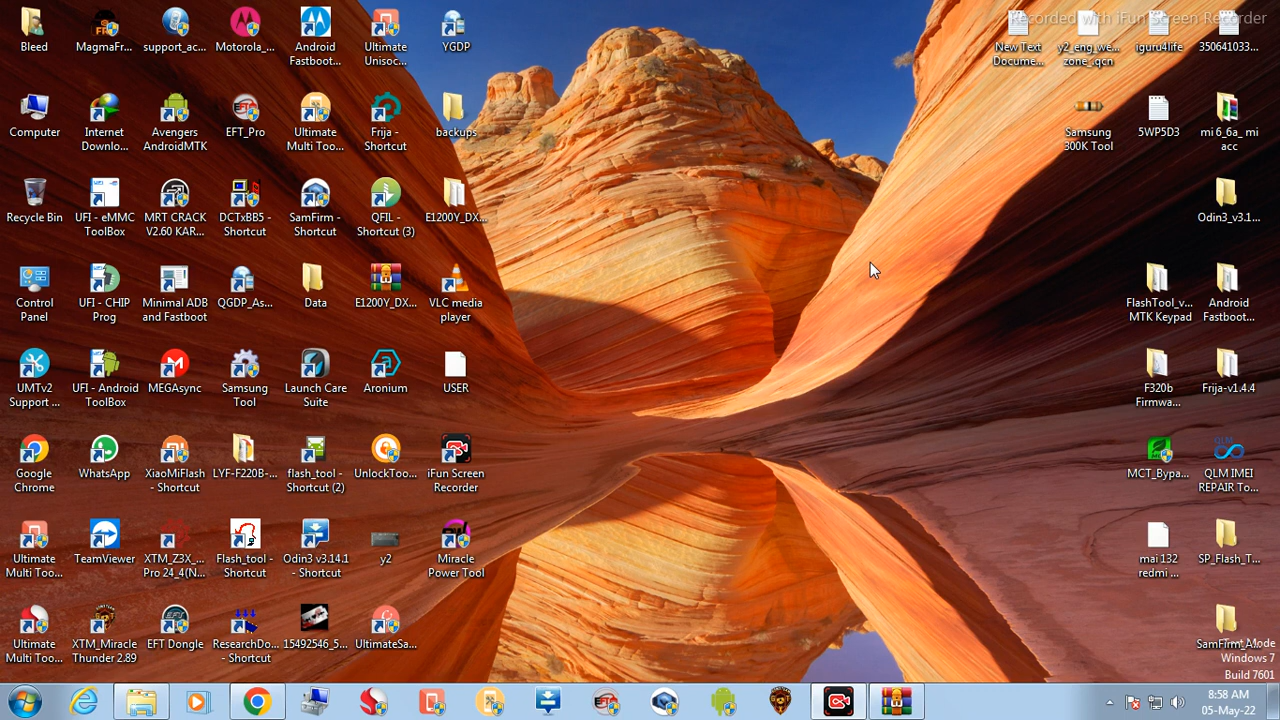 Recorded with iFun Screen Recorder
Bleed
MagmaFr...
support_ac...
Motorola_...
Android
Fastboot...
Ultimate
Unisoc...
YGDP
New Text
Docume...
y2_eng_we...
zone_.qcn
iguru4life
350641033...
Computer
Internet
Downlo...
Avengers
AndroidMTK
EFT_Pro
Ultimate
Multi Too...
Frija -
Shortcut
backups
Samsung
300K Tool
5WP5D3
mi 6_6a_ mi
acc
Recycle Bin
UFI - eMMC
ToolBox
MRT CRACK
V2.60 KAR...
DCTxBB5 -
Shortcut
SamFirm -
Shortcut
QFIL -
Shortcut (3)
E1200Y_DX...
Odin3_v3.1...
Control
Panel
UFI - CHIP
Prog
Minimal ADB
and Fastboot
QGDP_As...
Data
E1200Y_DX...
VLC media
player
FlashTool_v...
MTK Keypad
Android
Fastboot...
UMTv2
Support ...
UFI - Android
ToolBox
MEGAsync
Samsung
Tool
Launch Care
Suite
Aronium
USER
F320b
Firmwa...
Frija-v1.4.4
Google
Chrome
WhatsApp
XiaoMiFlash
- Shortcut
LYF-F220B-...
flash_tool -
Shortcut (2)
UnlockToo...
iFun Screen
Recorder
MCT_Bypa...
QLM IMEI
REPAIR To...
Ultimate
Multi Too...
TeamViewer
XTM_Z3X_...
Pro 24_4(N...
Flash_tool -
Shortcut
Odin3 v3.14.1
- Shortcut
y2
Miracle
Power Tool
mai 132
redmi ...
SP_Flash_T...
Ultimate
Multi Too...
XTM_Miracle
Thunder 2.89
EFT Dongle
ResearchDo...
- Shortcut
15492546_5...
UltimateSa...
Mode
Windows 7
Build 7601
8:58 AM
05-May-22